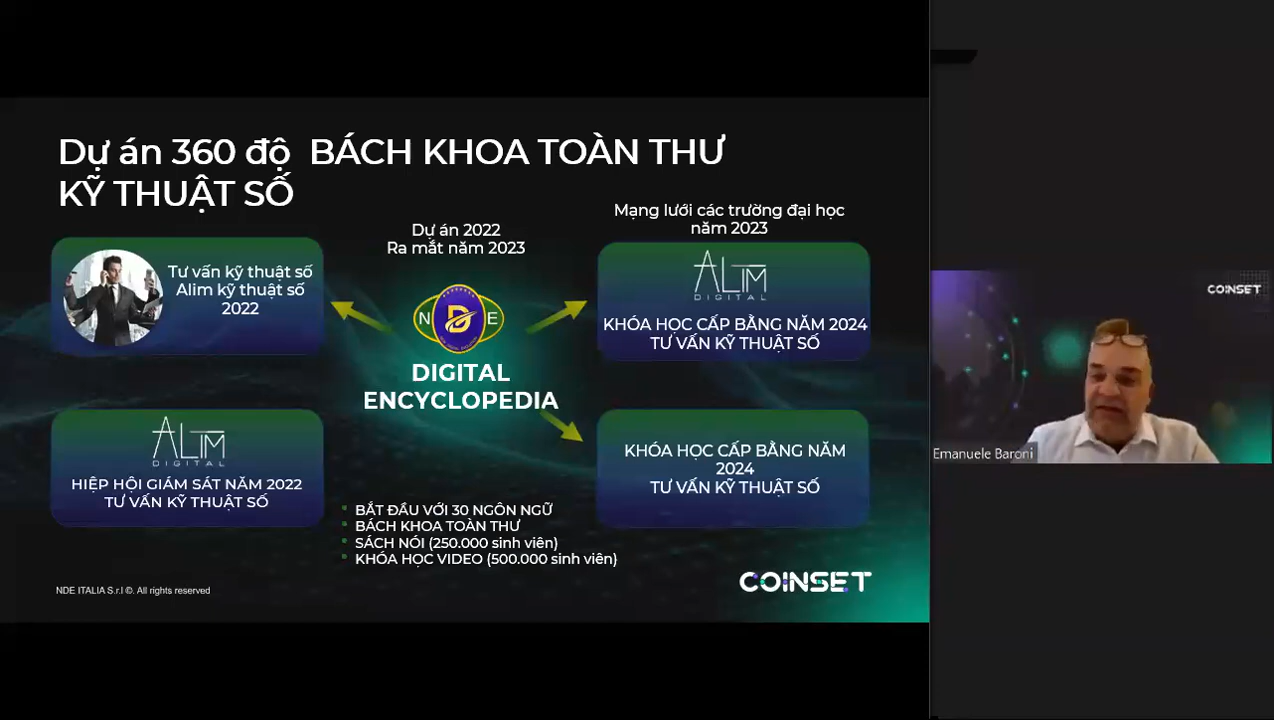 Dự án 360 độ BÁCH KHOA TOÀN THƯ
KỸ THUẬT SỐ
Tư vấn kỹ thuật số
Alim kỹ thuật số
2022
Dự án 2022
Ra mắt năm 2023
N D E
DIGITAL
ENCYCLOPEDIA
Mạng lưới các trường đại học
năm 2023
ALIM
DIGITAL
KHÓA HỌC CẤP BẰNG NĂM 2024
TƯ VẤN KỸ THUẬT SỐ
ALIM
DIGITAL
HIỆP HỘI GIÁM SÁT NĂM 2022
TƯ VẤN KỸ THUẬT SỐ
KHÓA HỌC CẤP BẰNG NĂM
2024
TƯ VẤN KỸ THUẬT SỐ
BẮT ĐẦU VỚI 30 NGÔN NGỮ
BÁCH KHOA TOÀN THƯ
SÁCH NÓI (250.000 sinh viên)
KHÓA HỌC VIDEO (500.000 sinh viên)
NDE ITALIA S.r.l ©. All rights reserved
COINSET
COINSET
Emanuele Baroni